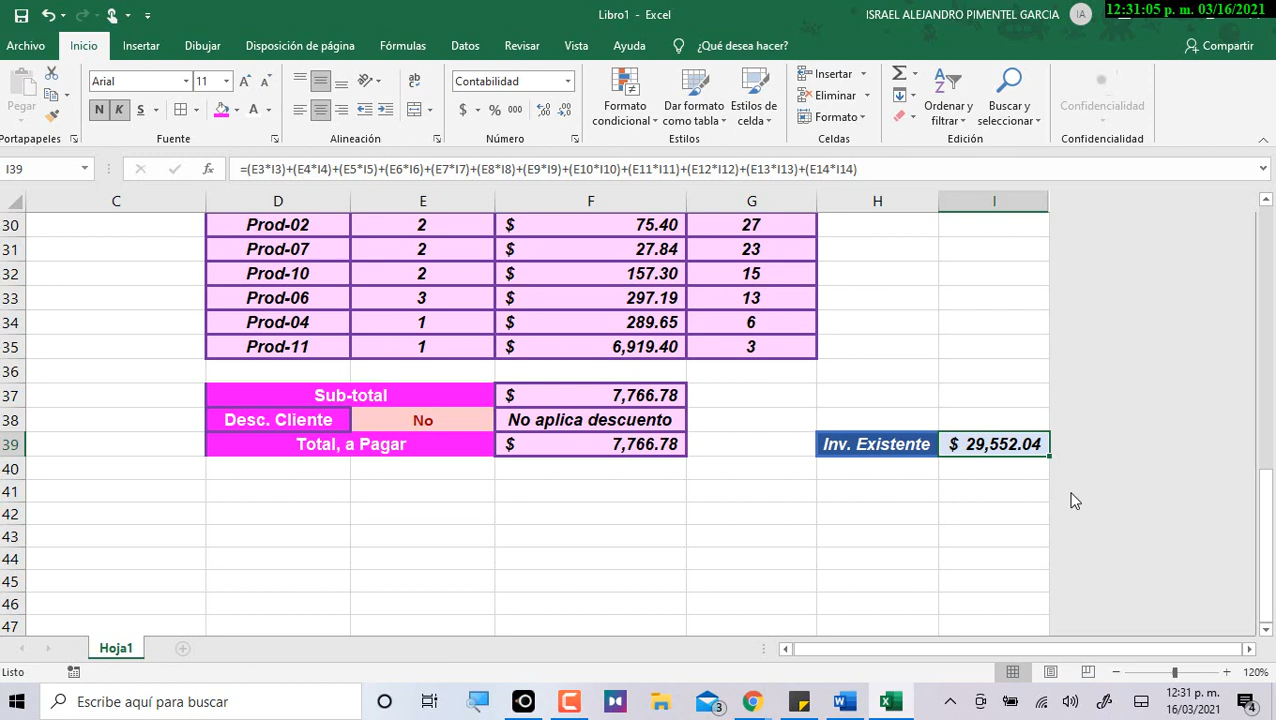 Libro1 - Excel
ISRAEL ALEJANDRO PIMENTEL GARCIA
IA
12:31:05 p. m. 03/16/2021
Archivo
Inicio
Insertar
Dibujar
Disposición de página
Fórmulas
Datos
Revisar
Vista
Ayuda
¿Qué desea hacer?
Compartir
Pegar
Portapapeles
Arial
11
N K S
Fuente
Alineación
Contabilidad
$ % 000
Número
Formato condicional
Dar formato como tabla
Estilos de celda
Estilos
Insertar
Eliminar
Formato
Celdas
Ordenar y filtrar
Buscar y seleccionar
Edición
Confidencialidad
Confidencialidad
I39
fx
=(E3*I3)+(E4*I4)+(E5*I5)+(E6*I6)+(E7*I7)+(E8*I8)+(E9*I9)+(E10*I10)+(E11*I11)+(E12*I12)+(E13*I13)+(E14*I14)
C D E F G H I
30 Prod-02 2 $ 75.40 27
31 Prod-07 2 $ 27.84 23
32 Prod-10 2 $ 157.30 15
33 Prod-06 3 $ 297.19 13
34 Prod-04 1 $ 289.65 6
35 Prod-11 1 $ 6,919.40 3
36
37 Sub-total $ 7,766.78
38 Desc. Cliente No No aplica descuento
39 Total, a Pagar $ 7,766.78 Inv. Existente $ 29,552.04
40
41
42
43
44
45
46
47
Hoja1
Listo
120%
Escribe aquí para buscar
3
12:31 p. m.
16/03/2021
4